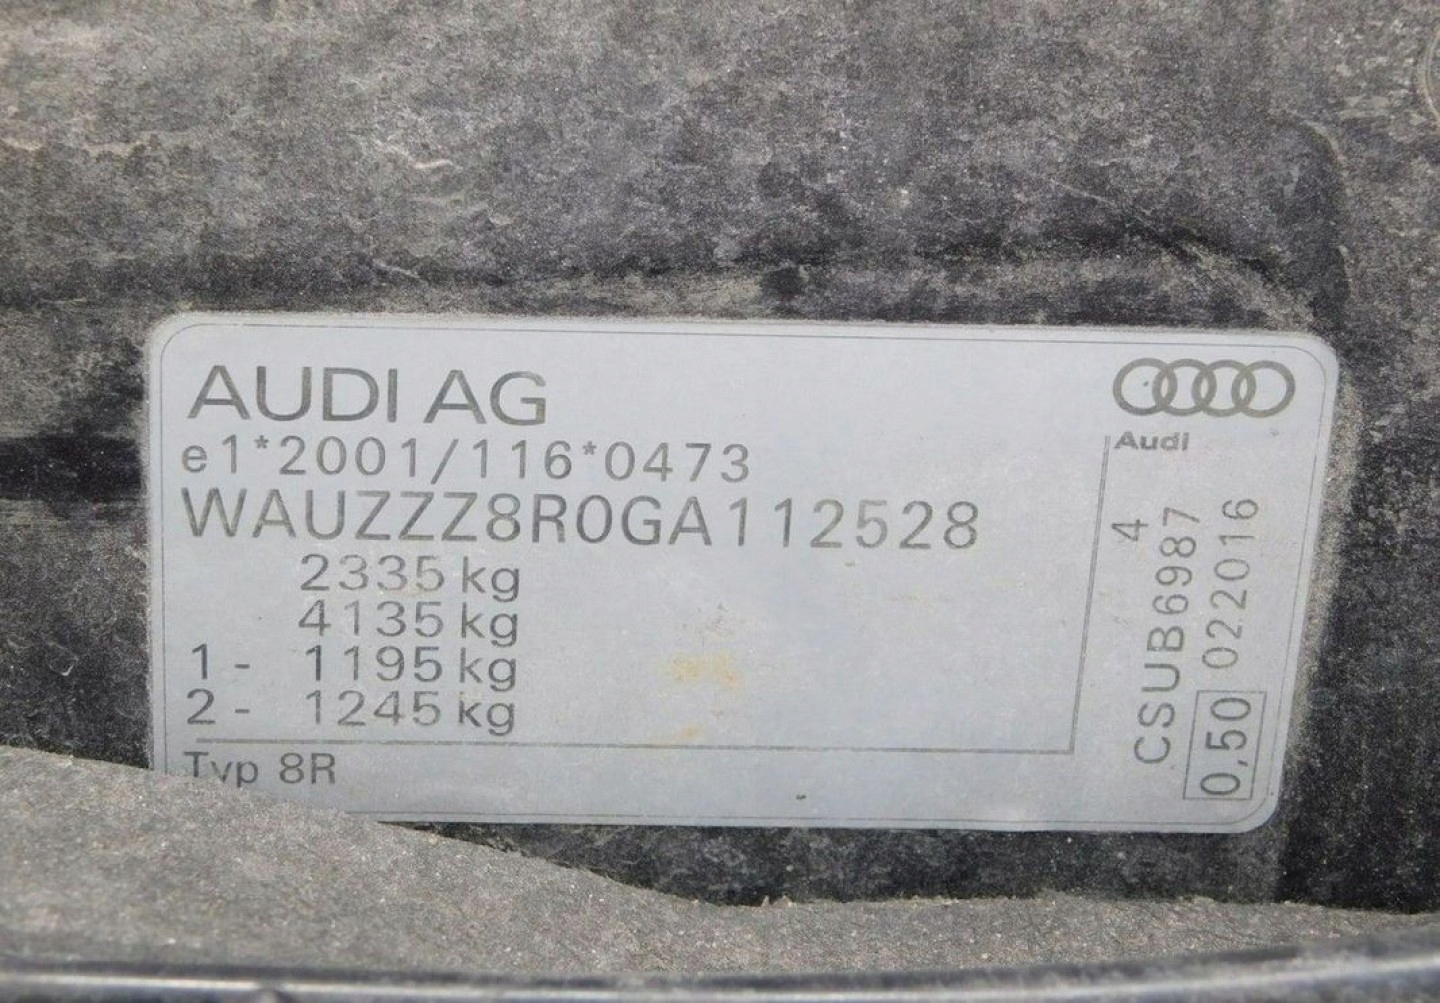 AUDI AG
e1*2001/116*0473
WAUZZZ8R0GA112528
2335 kg
4135 kg
1 - 1195 kg
2 - 1245 kg
Typ 8R
Audi
4
CSUB6987
0,50 022016